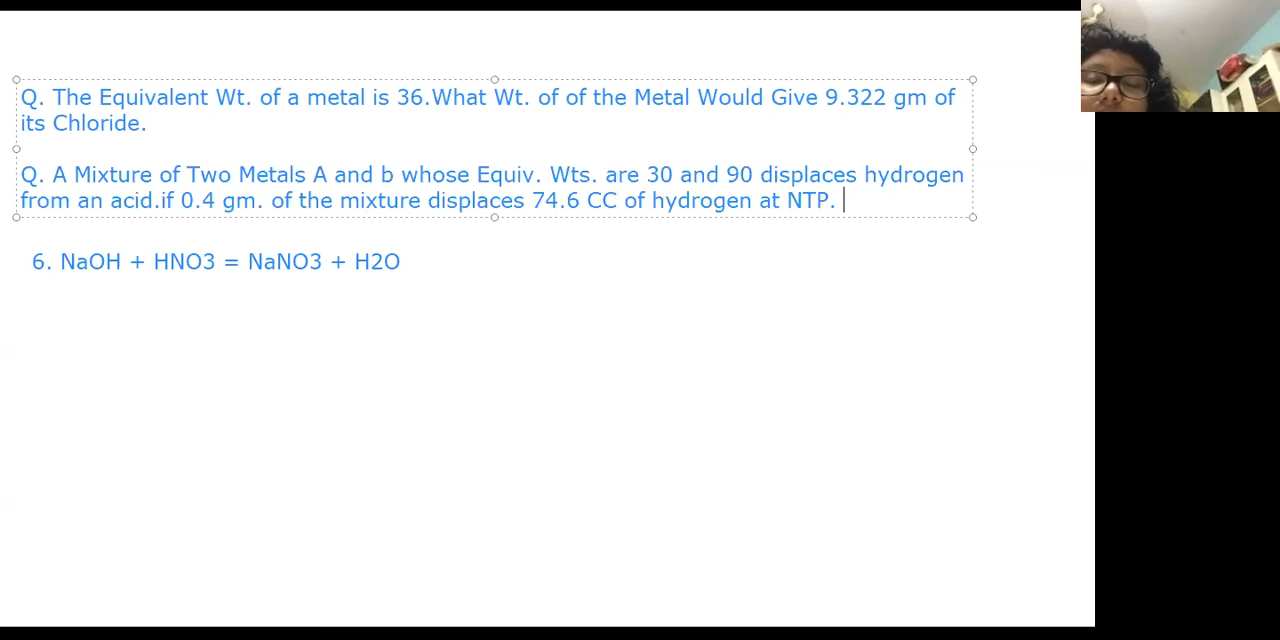 Q. The Equivalent Wt. of a metal is 36.What Wt. of of the Metal Would Give 9.322 gm of
its Chloride.
Q. A Mixture of Two Metals A and b whose Equiv. Wts. are 30 and 90 displaces hydrogen
from an acid.if 0.4 gm. of the mixture displaces 74.6 CC of hydrogen at NTP.
6. NaOH + HNO3 = NaNO3 + H2O